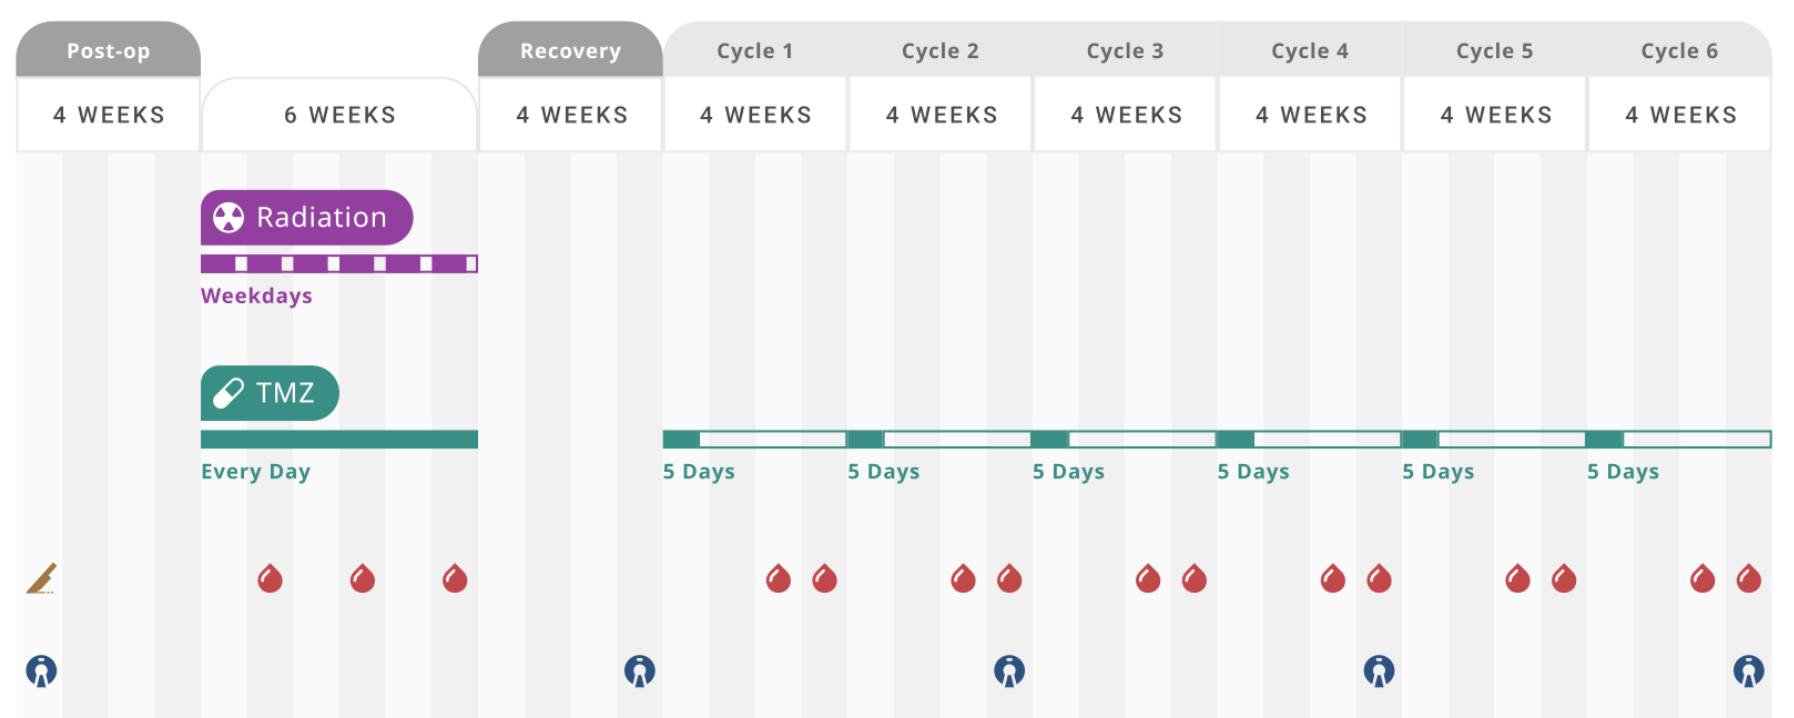 Post-op
Recovery
Cycle 1
Cycle 2
Cycle 3
Cycle 4
Cycle 5
Cycle 6
4 WEEKS
6 WEEKS
4 WEEKS
4 WEEKS
4 WEEKS
4 WEEKS
4 WEEKS
4 WEEKS
4 WEEKS
Radiation
Weekdays
TMZ
Every Day
5 Days
5 Days
5 Days
5 Days
5 Days
5 Days